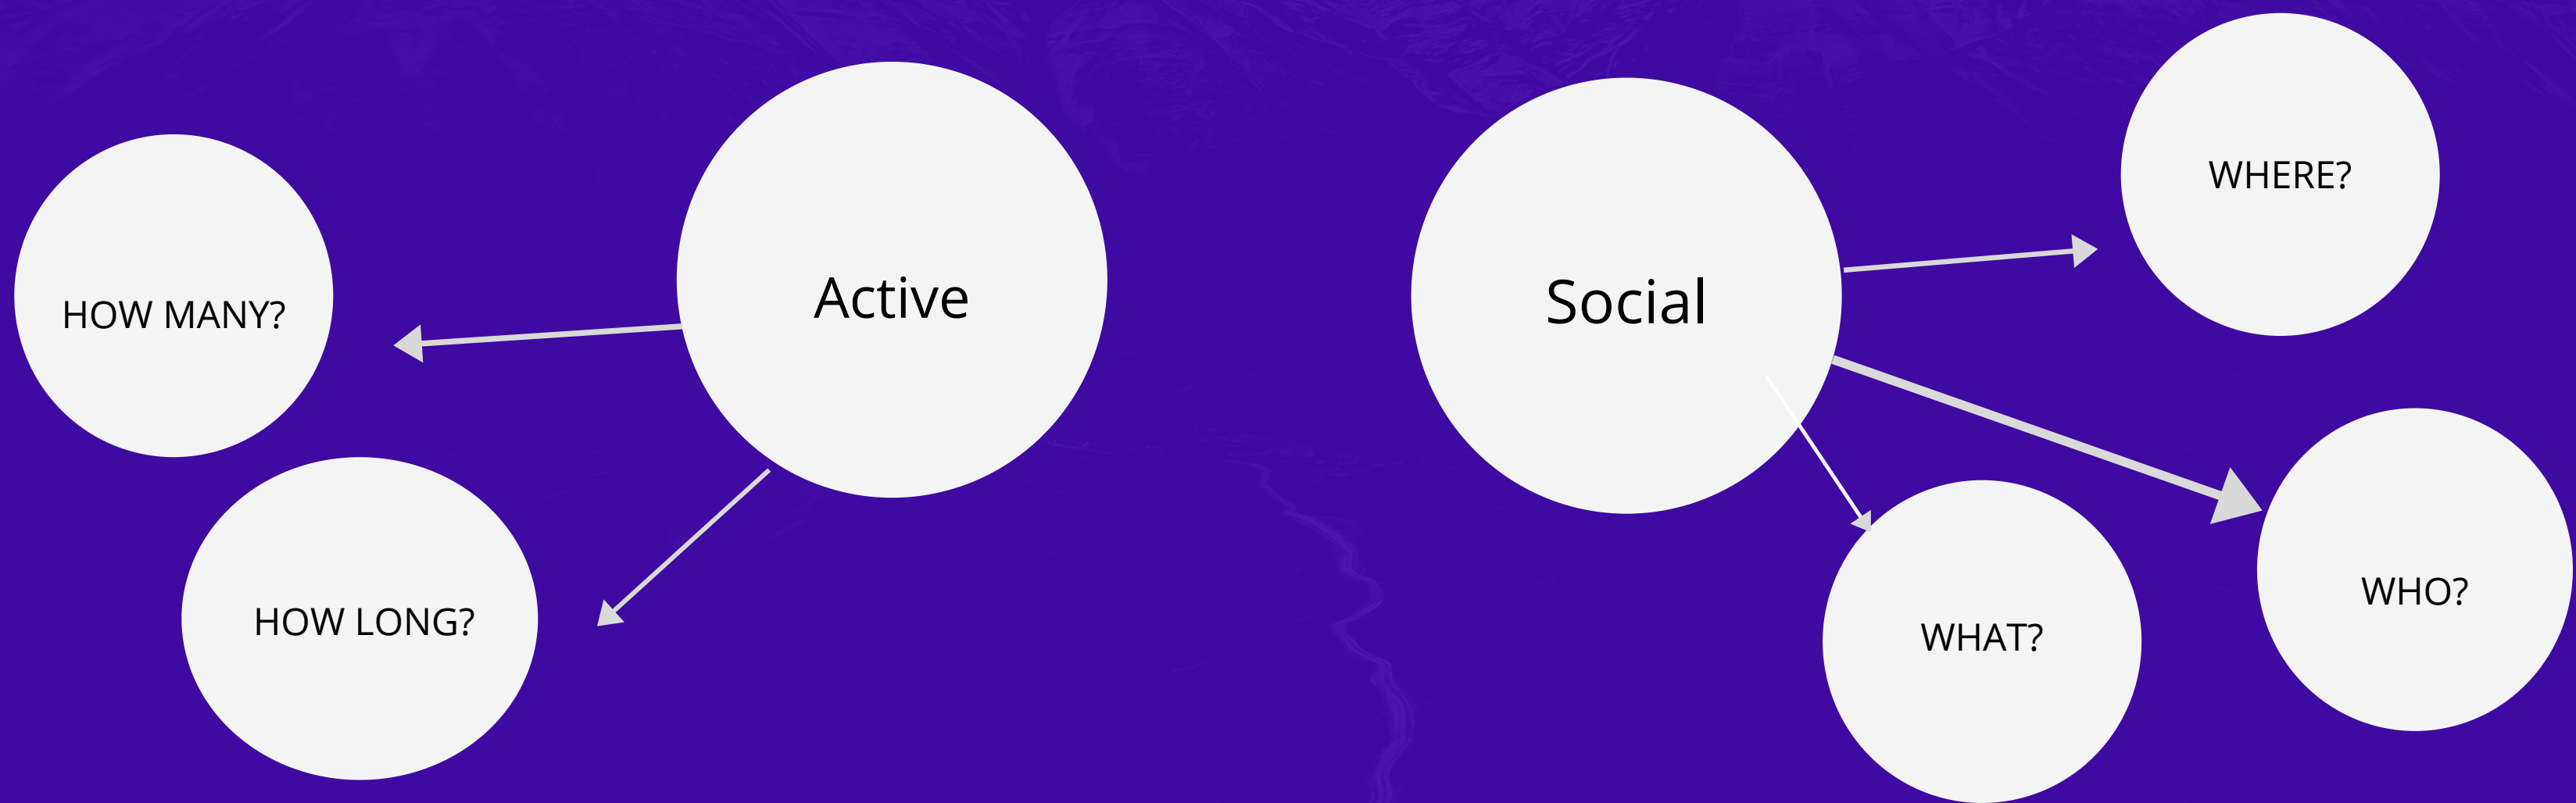 HOW MANY?
HOW LONG?
Active
Social
WHERE?
WHAT?
WHO?